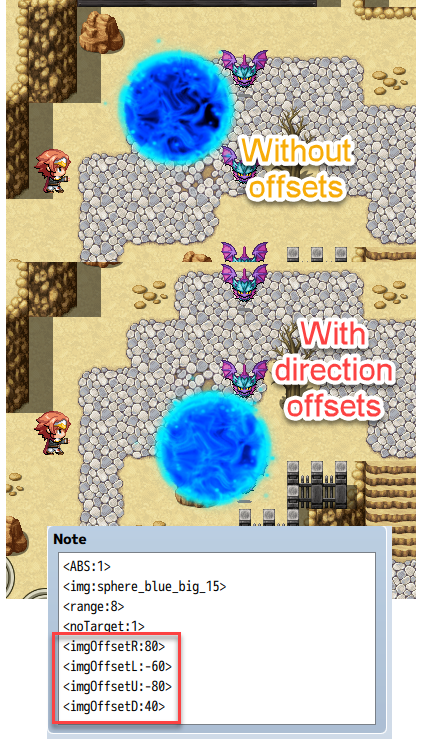 Without
offsets
With
direction
offsets
Note
<ABS:1>
<img:sphere_blue_big_15>
<range:8>
<noTarget:1>
<imgOffsetR:80>
<imgOffsetL:-60>
<imgOffsetU:-80>
<imgOffsetD:40>